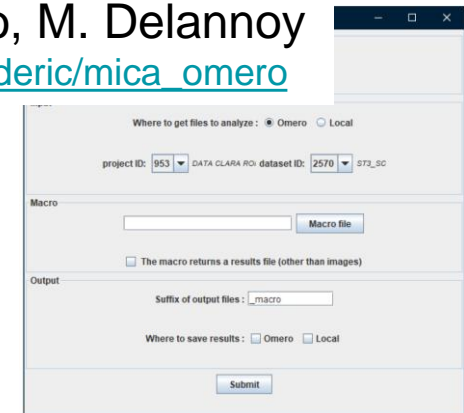 , M. Delannoy
deric/mica_omero
Where to get files to analyze : Omero Local
project ID: 953 DATA CLARA RO: dataset ID: 2570 ST3_SC
Macro
Macro file
The macro returns a results file (other than images)
Output
Suffix of output files : _macro
Where to save results : Omero Local
Submit